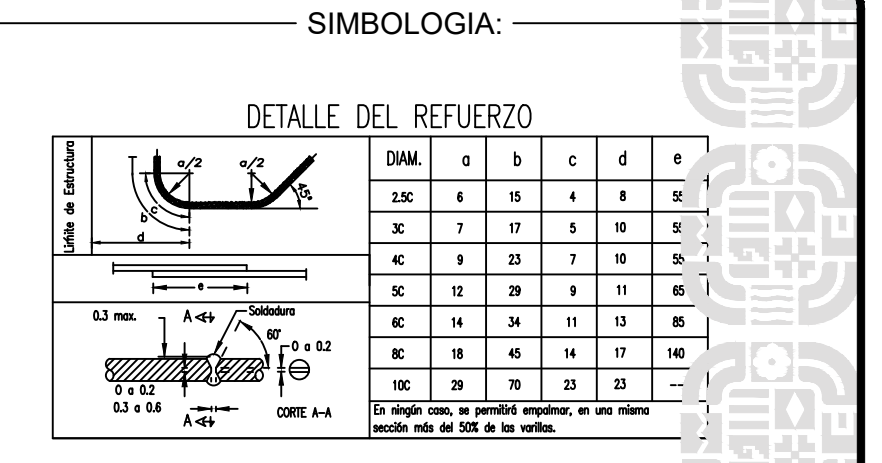 SIMBOLOGIA:
DETALLE DEL REFUERZO
Limite de Estructura
a/2 a/2
45°
c
b
d
e
0.3 max.
A
Soldadura
60°
0 a 0.2
0 a 0.2
0.3 a 0.6
A
CORTE A-A
DIAM. a b c d e
2.5C 6 15 4 8 55
3C 7 17 5 10 55
4C 9 23 7 10 55
5C 12 29 9 11 65
6C 14 34 11 13 85
8C 18 45 14 17 140
10C 29 70 23 23 ---
En ningún caso, se permitirá empalmar, en una misma
sección más del 50% de las varillas.